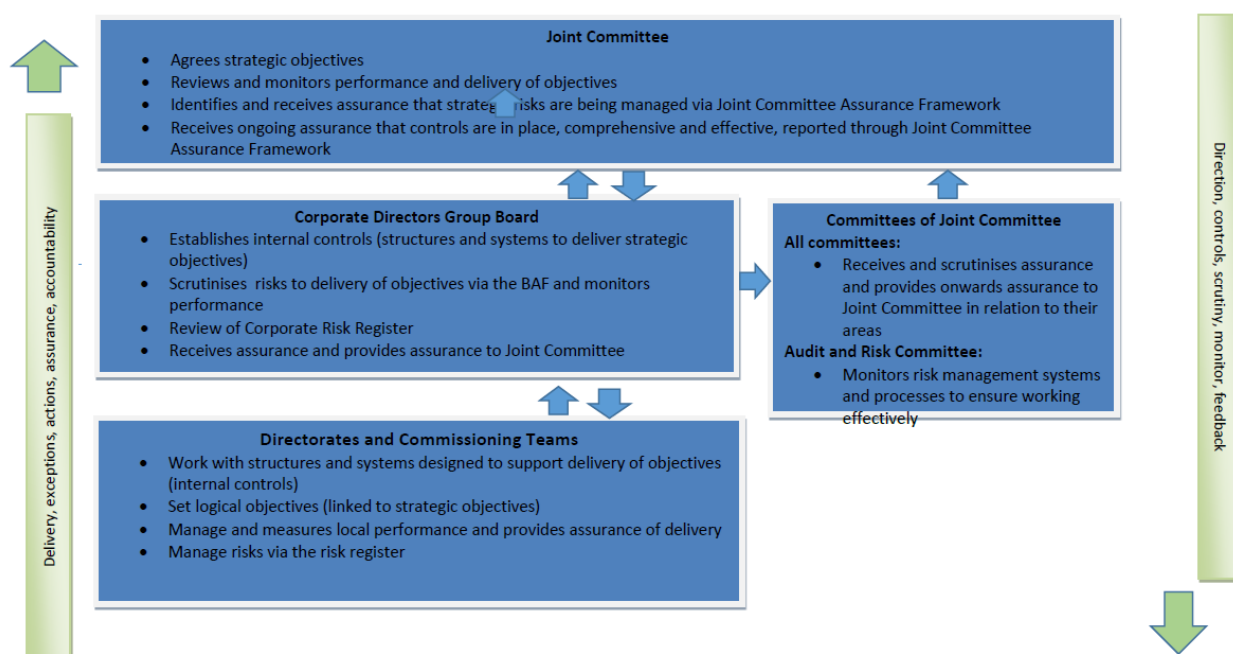 Joint Committee
• Agrees strategic objectives
• Reviews and monitors performance and delivery of objectives
• Identifies and receives assurance that strategic risks are being managed via Joint Committee Assurance Framework
• Receives ongoing assurance that controls are in place, comprehensive and effective, reported through Joint Committee
Assurance Framework
Delivery, exceptions, actions, assurance, accountability
Corporate Directors Group Board
• Establishes internal controls (structures and systems to deliver strategic
objectives)
• Scrutinises risks to delivery of objectives via the BAF and monitors
performance
• Review of Corporate Risk Register
• Receives assurance and provides assurance to Joint Committee
Committees of Joint Committee
All committees:
• Receives and scrutinises assurance
and provides onwards assurance to
Joint Committee in relation to their
areas
Audit and Risk Committee:
• Monitors risk management systems
and processes to ensure working
effectively
Directorates and Commissioning Teams
• Work with structures and systems designed to support delivery of objectives
(internal controls)
• Set logical objectives (linked to strategic objectives)
• Manage and measures local performance and provides assurance of delivery
• Manage risks via the risk register
Direction, controls, scrutiny, monitor, feedback